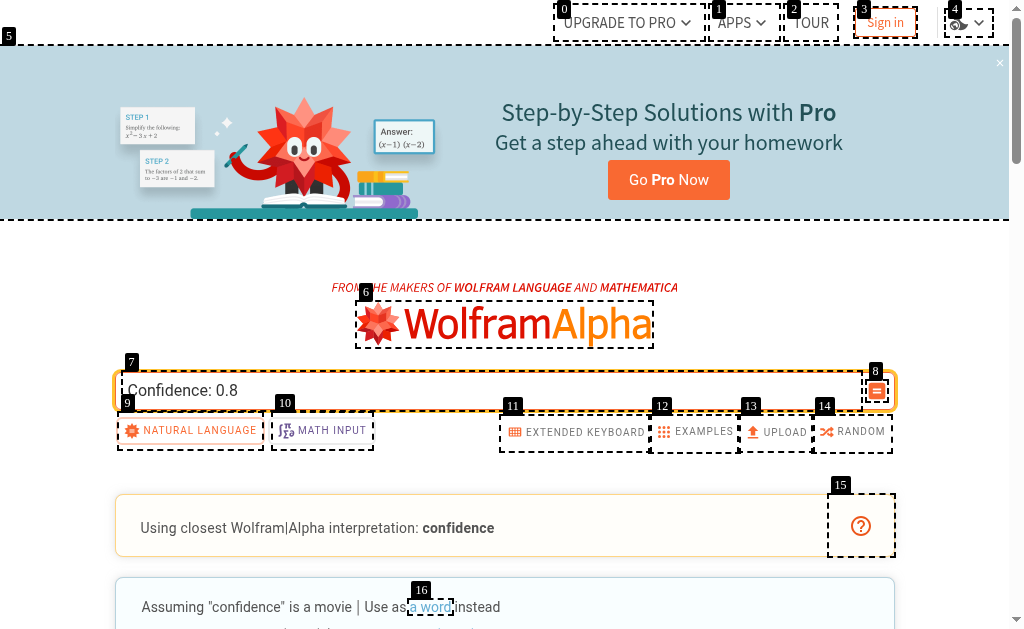 0
UPGRADE TO PRO
1
APPS
2
TOUR
3
Sign in
4
5
×
STEP 1
Simplify the following:
x² − 3 x + 2
STEP 2
The factors of 2 that sum
to −3 are −1 and −2.
Answer:
(x−1) (x−2)
Step-by-Step Solutions with Pro
Get a step ahead with your homework
Go Pro Now
FROM THE MAKERS OF WOLFRAM LANGUAGE AND MATHEMATICA
6
WolframAlpha
7
Confidence: 0.8
8
=
9
NATURAL LANGUAGE
10
MATH INPUT
11
EXTENDED KEYBOARD
12
EXAMPLES
13
UPLOAD
14
RANDOM
15
Using closest Wolfram|Alpha interpretation: confidence
?
16
Assuming "confidence" is a movie | Use as a word instead